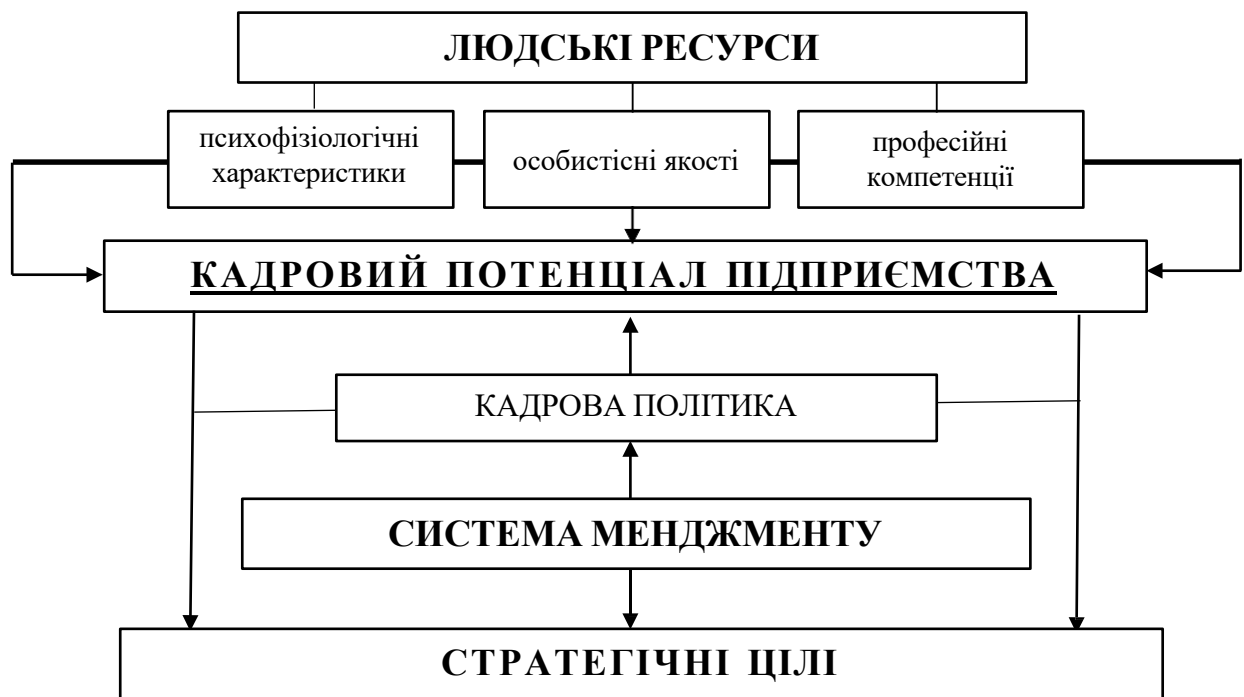 ЛЮДСЬКІ РЕСУРСИ
психофізіологічні
характеристики
особистісні якості
професійні
компетенції
КАДРОВИЙ ПОТЕНЦІАЛ ПІДПРИЄМСТВА
КАДРОВА ПОЛІТИКА
СИСТЕМА МЕНДЖМЕНТУ
СТРАТЕГІЧНІ ЦІЛІ